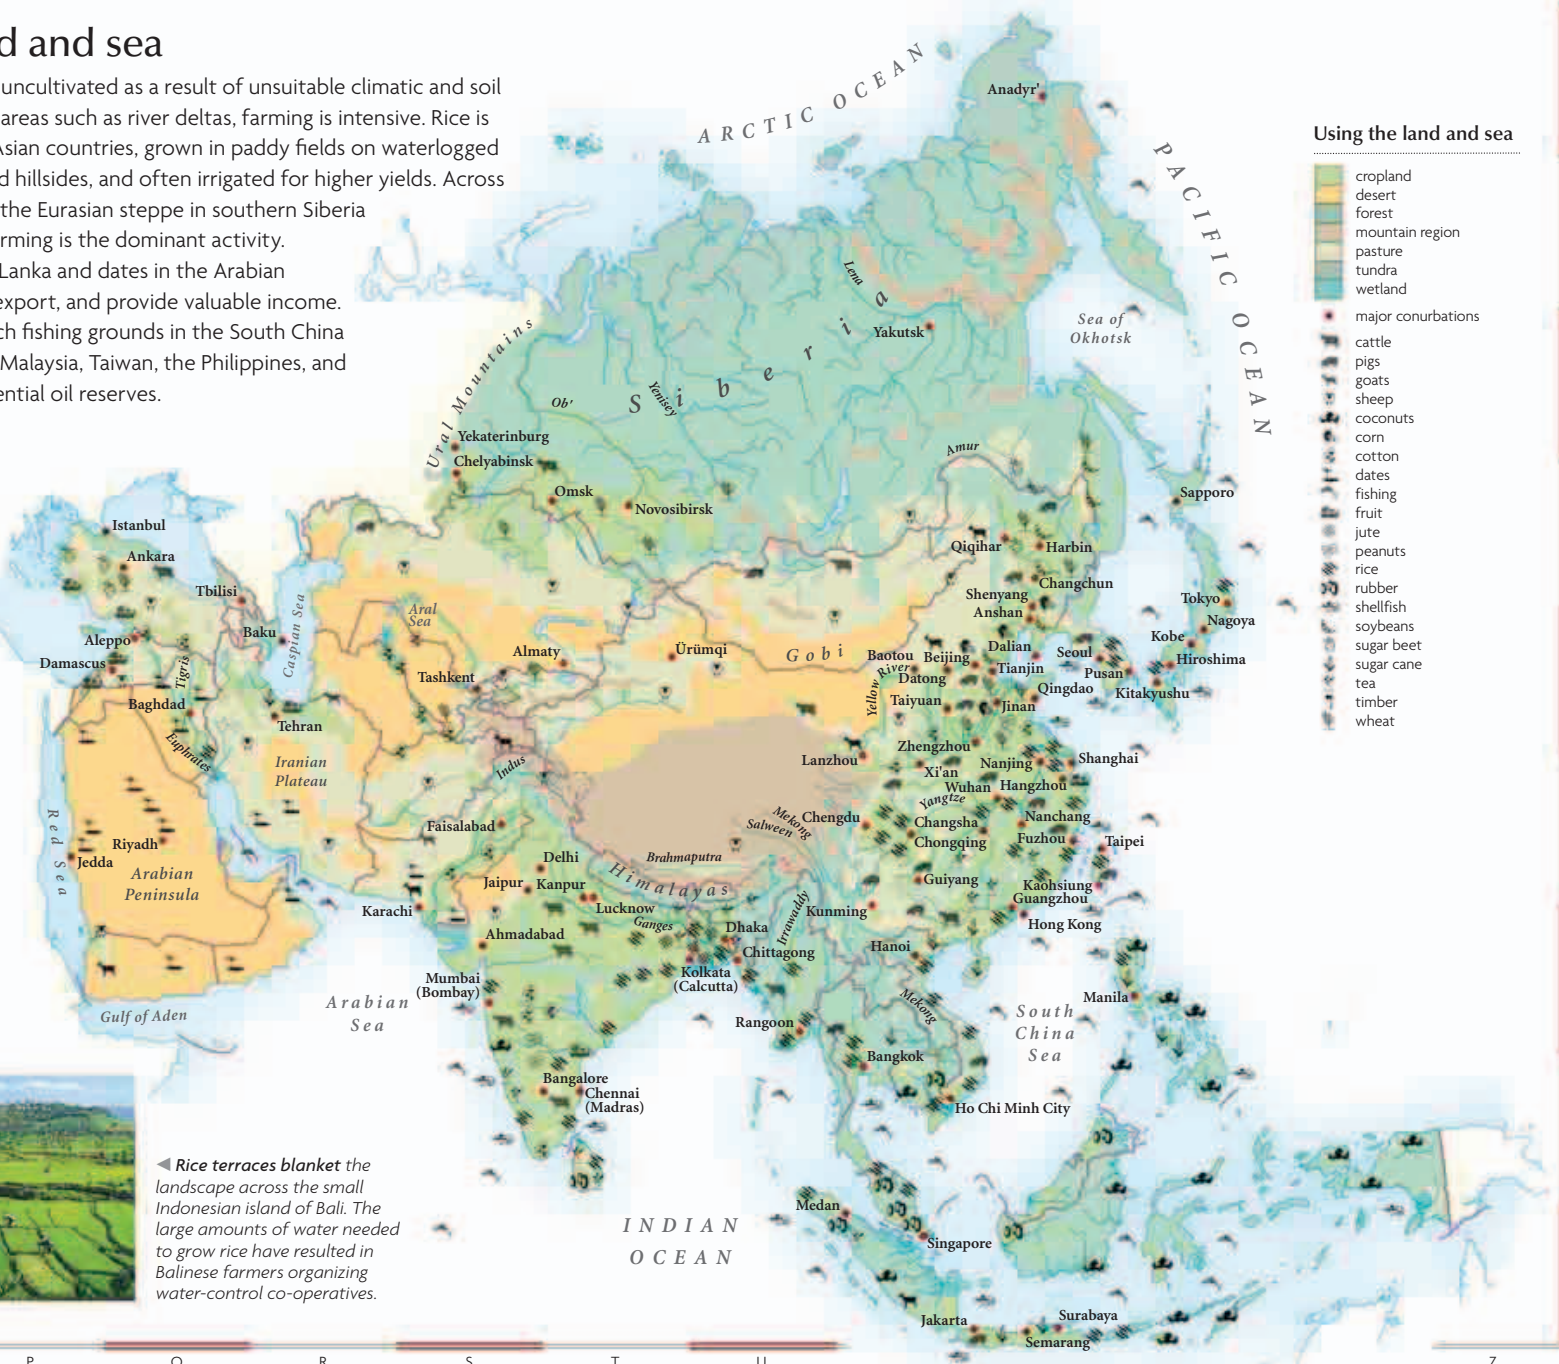 d and sea
uncultivated as a result of unsuitable climatic and soil
areas such as river deltas, farming is intensive. Rice is
Asian countries, grown in paddy fields on waterlogged
d hillsides, and often irrigated for higher yields. Across
the Eurasian steppe in southern Siberia
rming is the dominant activity.
Lanka and dates in the Arabian
export, and provide valuable income.
ch fishing grounds in the South China
Malaysia, Taiwan, the Philippines, and
ential oil reserves.
ARCTIC OCEAN
PACIFIC OCEAN
Anadyr'
Using the land and sea
cropland
desert
forest
mountain region
pasture
tundra
wetland
major conurbations
cattle
pigs
goats
sheep
coconuts
corn
cotton
dates
fishing
fruit
jute
peanuts
rice
rubber
shellfish
soybeans
sugar beet
sugar cane
tea
timber
wheat
Lena
Yakutsk
Sea of
Okhotsk
Siberia
Ural Mountains
Ob'
Yenisey
Yekaterinburg
Chelyabinsk
Omsk
Novosibirsk
Amur
Sapporo
Istanbul
Ankara
Tbilisi
Baku
Caspian Sea
Aral
Sea
Aleppo
Damascus
Tigris
Baghdad
Euphrates
Tehran
Iranian
Plateau
Almaty
Tashkent
Ürümqi
Gobi
Qiqihar
Harbin
Changchun
Shenyang
Anshan
Baotou
Beijing
Dalian
Seoul
Tianjin
Pusan
Yellow River
Datong
Taiyuan
Qingdao
Jinan
Tokyo
Nagoya
Kobe
Hiroshima
Kitakyushu
Lanzhou
Zhengzhou
Xi'an
Nanjing
Shanghai
Wuhan
Hangzhou
Yangtze
Chengdu
Changsha
Nanchang
Chongqing
Fuzhou
Taipei
Guiyang
Kaohsiung
Guangzhou
Kunming
Hong Kong
Hanoi
Indus
Mekong
Salween
Brahmaputra
Himalayas
Faisalabad
Delhi
Jaipur
Kanpur
Lucknow
Ganges
Karachi
Ahmadabad
Dhaka
Chittagong
Irrawaddy
Kolkata
(Calcutta)
Mumbai
(Bombay)
Red Sea
Riyadh
Jedda
Arabian
Peninsula
Gulf of Aden
Arabian
Sea
Rangoon
Mekong
Bangkok
South
China
Sea
Manila
Bangalore
Chennai
(Madras)
Ho Chi Minh City
◀ Rice terraces blanket the
landscape across the small
Indonesian island of Bali. The
large amounts of water needed
to grow rice have resulted in
Balinese farmers organizing
water-control co-operatives.
INDIAN
OCEAN
Medan
Singapore
Jakarta
Surabaya
Semarang
P
Q
R
S
T
U
Z